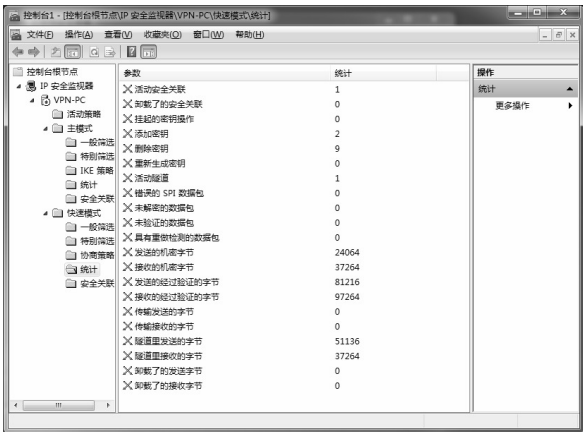 控制台1 - [控制台根节点\IP 安全监视器\VPN-PC\快速模式\统计]
文件(F) 操作(A) 查看(V) 收藏夹(O) 窗口(W) 帮助(H)
控制台根节点
IP 安全监视器
VPN-PC
活动策略
主模式
一般筛选
特别筛选
IKE 策略
统计
安全关联
快速模式
一般筛选
特别筛选
协商策略
统计
安全关联
参数 统计
活动安全关联 1
卸载了的安全关联 0
挂起的密钥操作 0
添加密钥 2
删除密钥 9
重新生成密钥 0
活动隧道 1
错误的 SPI 数据包 0
未解密的数据包 0
未验证的数据包 0
具有重做检测的数据包 0
发送的机密字节 24064
接收的机密字节 37264
发送的经过验证的字节 81216
接收的经过验证的字节 97264
传输发送的字节 0
传输接收的字节 0
隧道里发送的字节 51136
隧道里接收的字节 37264
卸载了的发送字节 0
卸载了的接收字节 0
操作
统计
更多操作